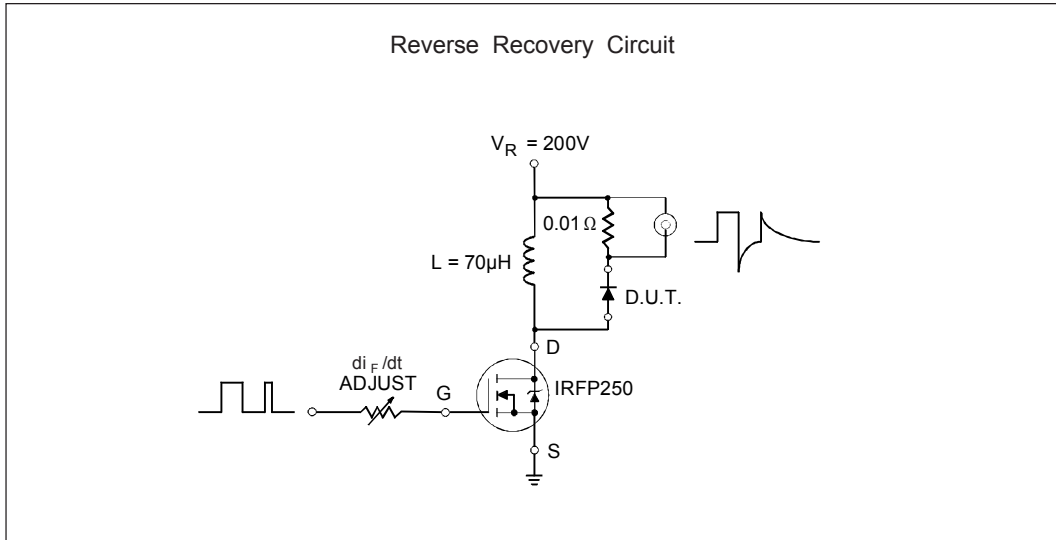 Reverse Recovery Circuit
V_R = 200V
0.01 Ω
L = 70µH
D.U.T.
D
di_F/dt
ADJUST
G
IRFP250
S